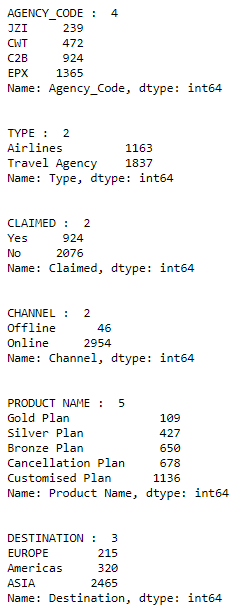 AGENCY_CODE :  4
JZI     239
CWT     472
C2B     924
EPX    1365
Name: Agency_Code, dtype: int64
TYPE :  2
Airlines         1163
Travel Agency    1837
Name: Type, dtype: int64
CLAIMED :  2
Yes     924
No     2076
Name: Claimed, dtype: int64
CHANNEL :  2
Offline      46
Online     2954
Name: Channel, dtype: int64
PRODUCT NAME :  5
Gold Plan             109
Silver Plan           427
Bronze Plan           650
Cancellation Plan     678
Customised Plan      1136
Name: Product Name, dtype: int64
DESTINATION :  3
EUROPE       215
Americas     320
ASIA        2465
Name: Destination, dtype: int64